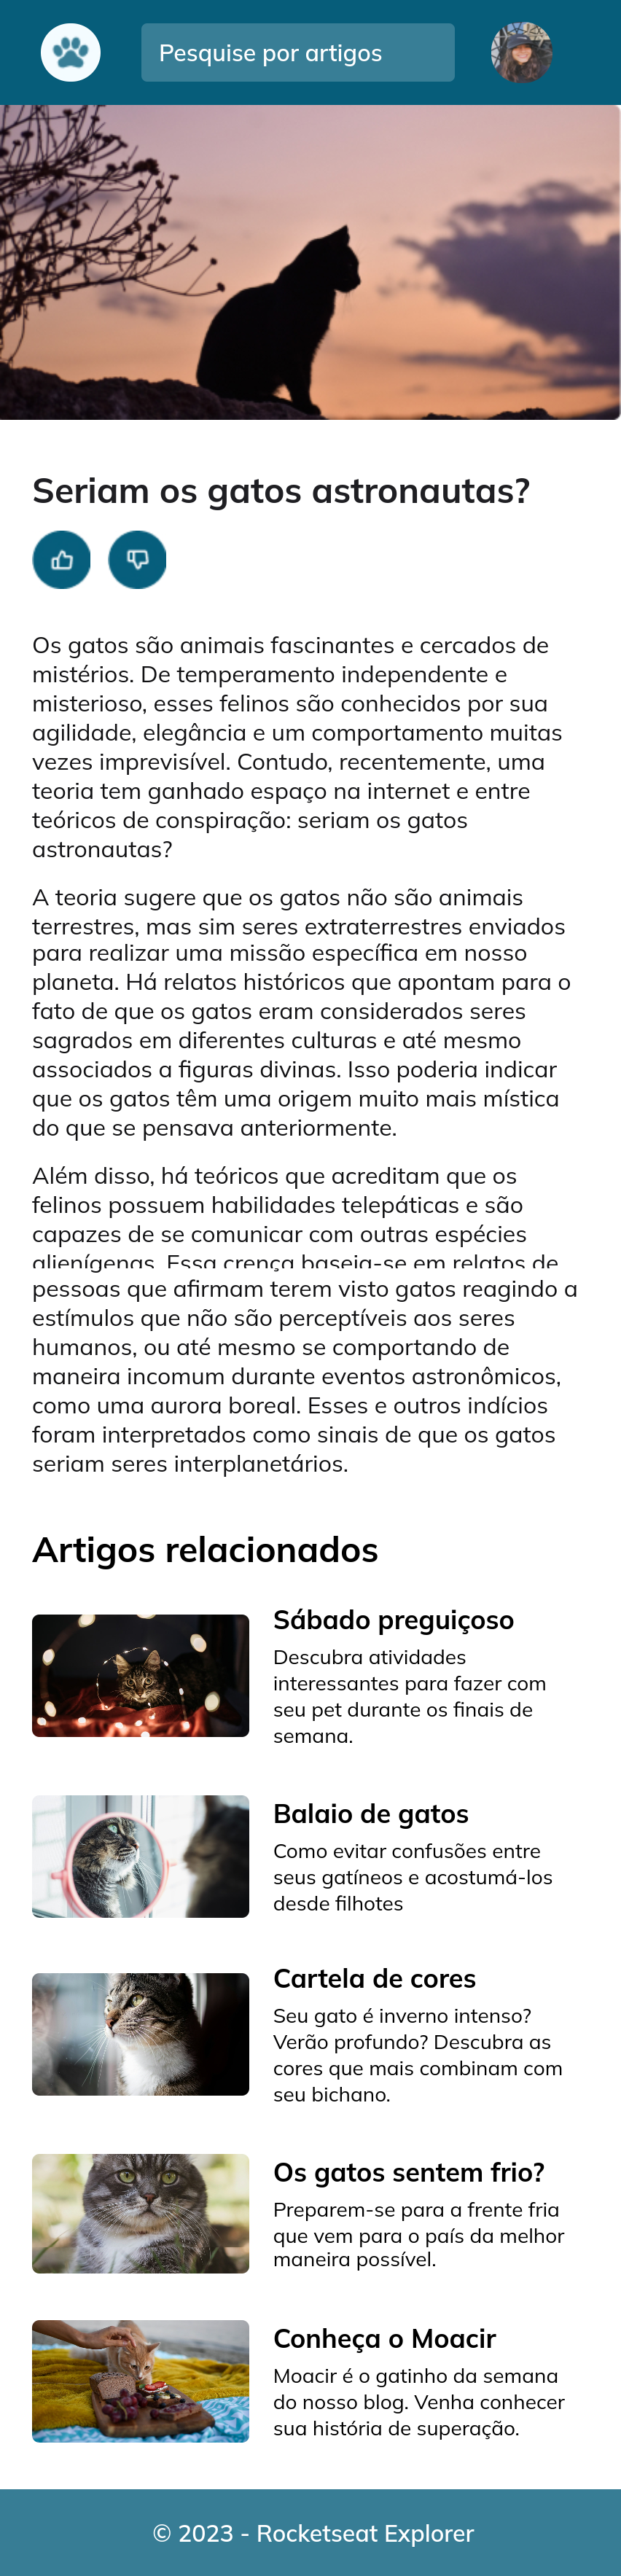 Pesquise por artigos
Seriam os gatos astronautas?
Os gatos são animais fascinantes e cercados de
mistérios. De temperamento independente e
misterioso, esses felinos são conhecidos por sua
agilidade, elegância e um comportamento muitas
vezes imprevisível. Contudo, recentemente, uma
teoria tem ganhado espaço na internet e entre
teóricos de conspiração: seriam os gatos
astronautas?
A teoria sugere que os gatos não são animais
terrestres, mas sim seres extraterrestres enviados
para realizar uma missão específica em nosso
planeta. Há relatos históricos que apontam para o
fato de que os gatos eram considerados seres
sagrados em diferentes culturas e até mesmo
associados a figuras divinas. Isso poderia indicar
que os gatos têm uma origem muito mais mística
do que se pensava anteriormente.
Além disso, há teóricos que acreditam que os
felinos possuem habilidades telepáticas e são
capazes de se comunicar com outras espécies
alienígenas. Essa crença baseia-se em relatos de
pessoas que afirmam terem visto gatos reagindo a
estímulos que não são perceptíveis aos seres
humanos, ou até mesmo se comportando de
maneira incomum durante eventos astronômicos,
como uma aurora boreal. Esses e outros indícios
foram interpretados como sinais de que os gatos
seriam seres interplanetários.
Artigos relacionados
Sábado preguiçoso
Descubra atividades
interessantes para fazer com
seu pet durante os finais de
semana.
Balaio de gatos
Como evitar confusões entre
seus gatíneos e acostumá-los
desde filhotes
Cartela de cores
Seu gato é inverno intenso?
Verão profundo? Descubra as
cores que mais combinam com
seu bichano.
Os gatos sentem frio?
Preparem-se para a frente fria
que vem para o país da melhor
maneira possível.
Conheça o Moacir
Moacir é o gatinho da semana
do nosso blog. Venha conhecer
sua história de superação.
© 2023 - Rocketseat Explorer